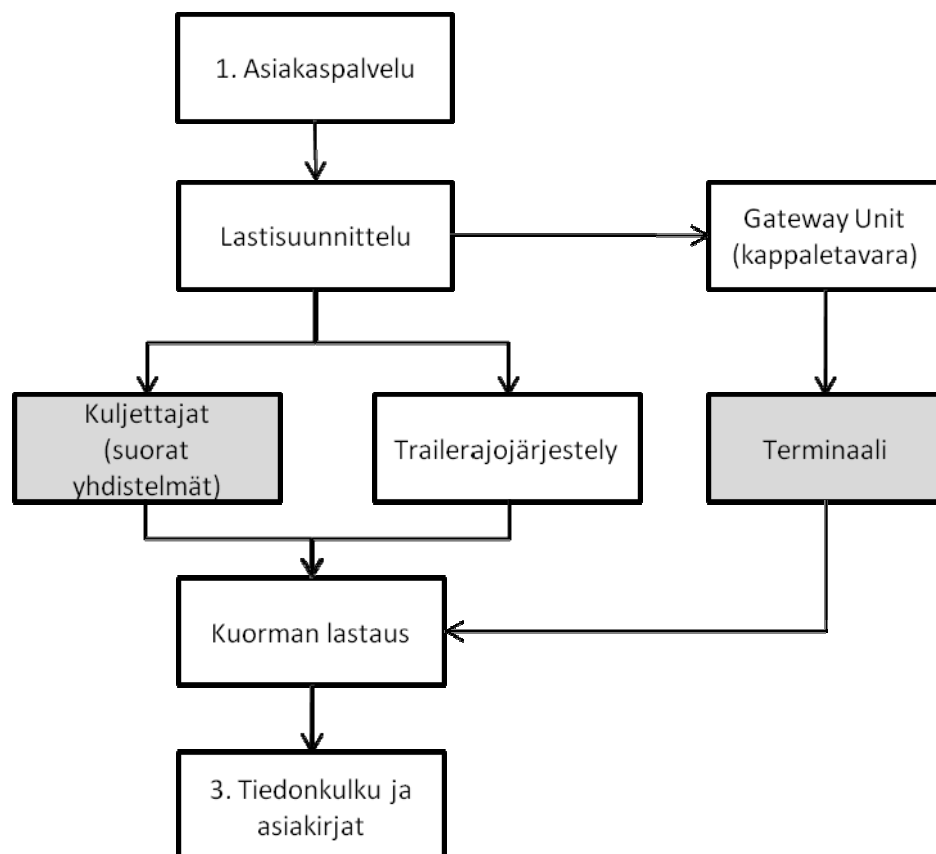 1. Asiakaspalvelu
Lastisuunnittelu
Gateway Unit
(kappaletavara)
Kuljettajat
(suorat
yhdistelmät)
Trailerajojärjestely
Terminaali
Kuorman lastaus
3. Tiedonkulku ja
asiakirjat